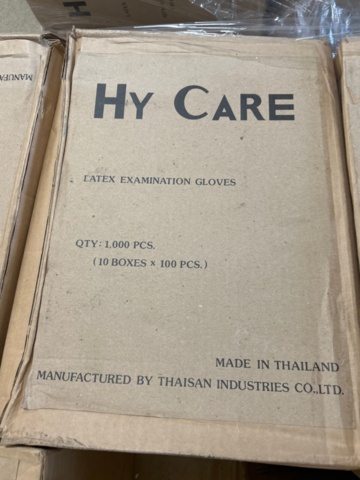 HY CARE
LATEX EXAMINATION GLOVES
QTY: 1,000 PCS.
(10 BOXES × 100 PCS.)
MADE IN THAILAND
MANUFACTURED BY THAISAN INDUSTRIES CO.,LTD.